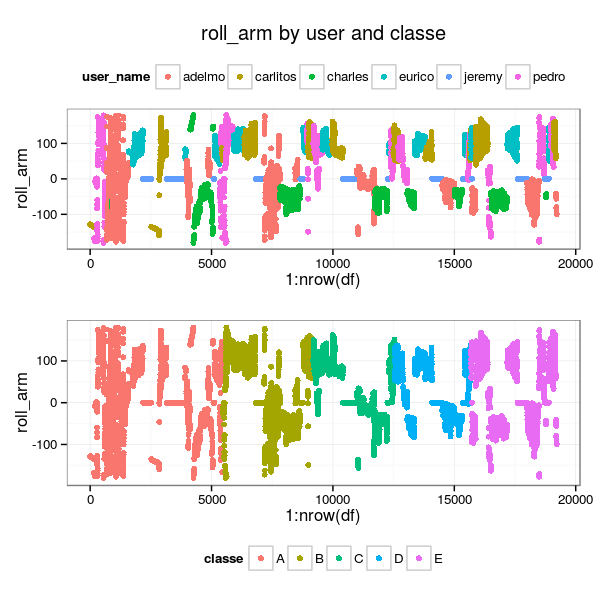 roll_arm by user and classe
user_name adelmo carlitos charles eurico jeremy pedro
roll_arm
100
0
-100
0 5000 10000 15000 20000
1:nrow(df)
roll_arm
100
0
-100
0 5000 10000 15000 20000
1:nrow(df)
classe A B C D E